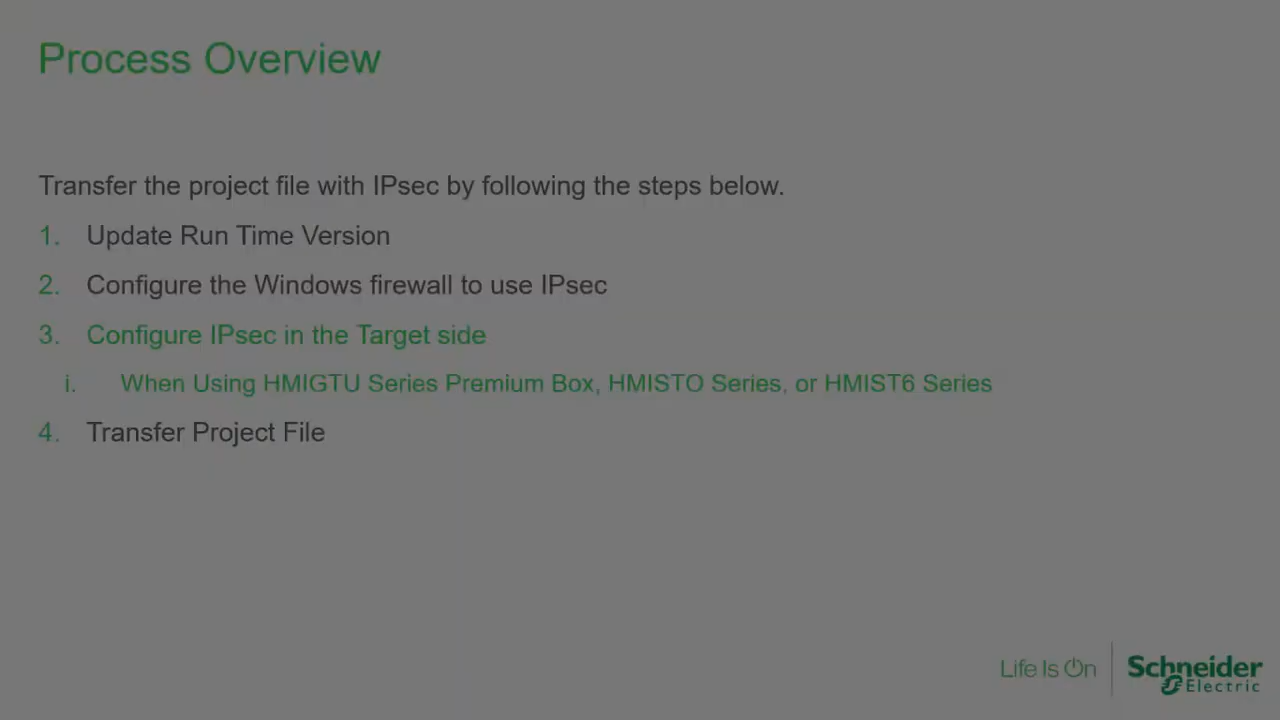 Process Overview
Transfer the project file with IPsec by following the steps below.
1. Update Run Time Version
2. Configure the Windows firewall to use IPsec
3. Configure IPsec in the Target side
i. When Using HMIGTU Series Premium Box, HMISTO Series, or HMIST6 Series
4. Transfer Project File
Life Is On
Schneider
Electric